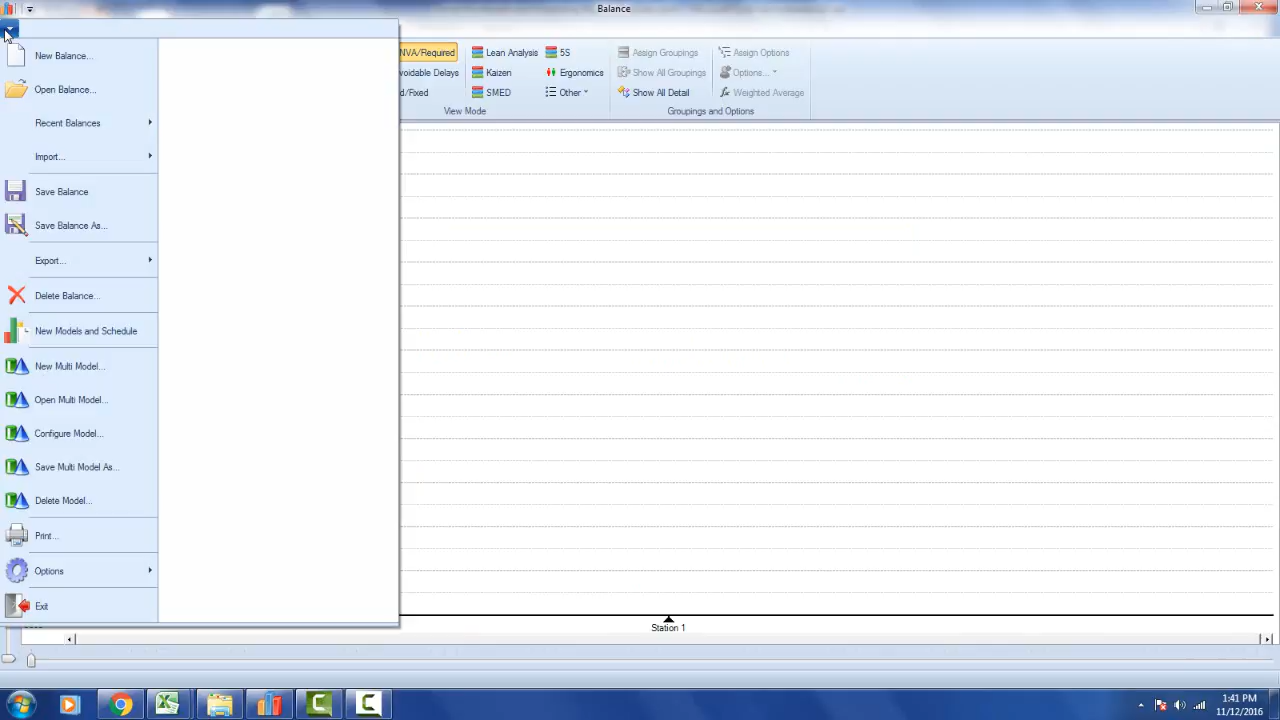 Balance
New Balance...
Open Balance...
Recent Balances
Import...
Save Balance
Save Balance As...
Export...
Delete Balance...
New Models and Schedule
New Multi Model...
Open Multi Model...
Configure Model...
Save Multi Model As...
Delete Model...
Print...
Options
Exit
NVA/Required
voidable Delays
d/Fixed
Lean Analysis
Kaizen
SMED
5S
Ergonomics
Other
View Mode
Assign Groupings
Show All Groupings
Show All Detail
Assign Options
Options...
Weighted Average
Groupings and Options
Station 1
1:41 PM
11/12/2016